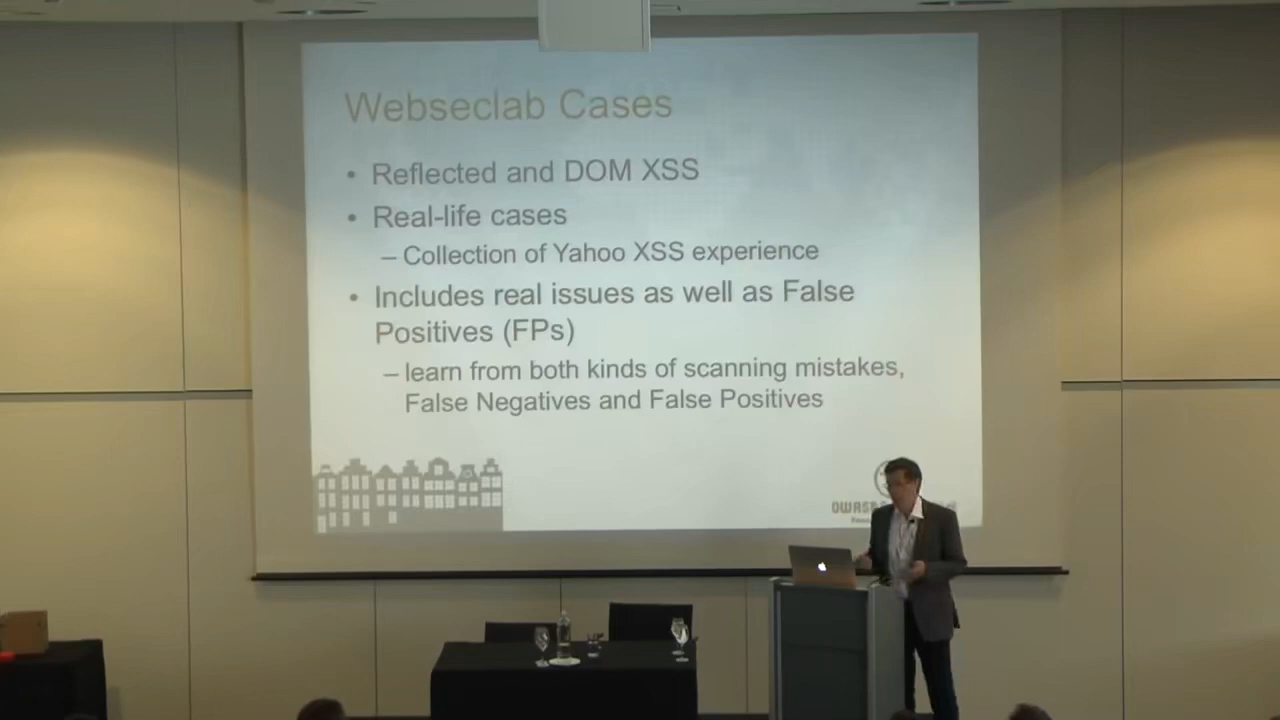 Webseclab Cases
• Reflected and DOM XSS
• Real-life cases
– Collection of Yahoo XSS experience
• Includes real issues as well as False
Positives (FPs)
– learn from both kinds of scanning mistakes,
False Negatives and False Positives